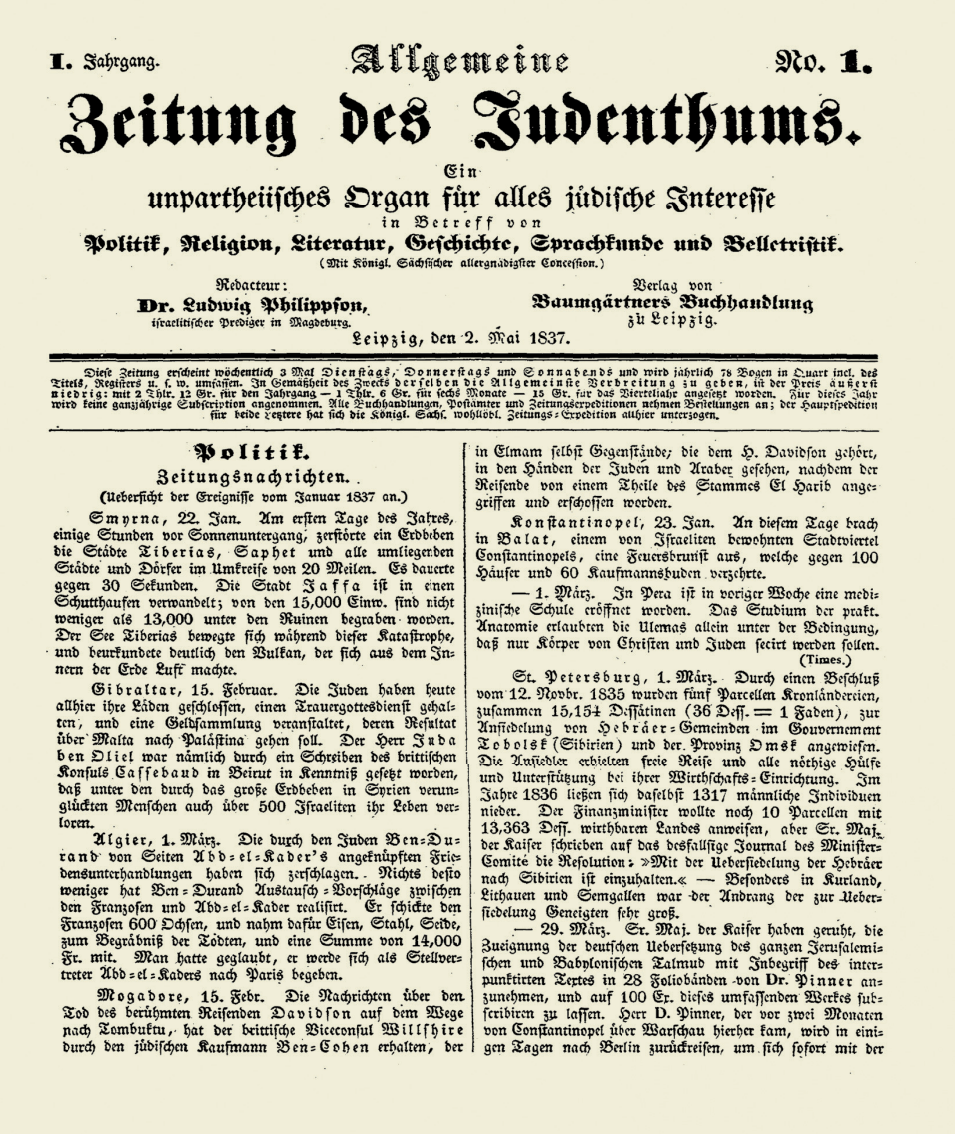 I. Jahrgang.
Allgemeine
No. 1.
Zeitung des Judenthums.
Ein
unpartheiisches Organ für alles jüdische Interesse
in Betreff von
Politik, Religion, Literatur, Geschichte, Sprachkunde und Belletristik.
(Mit Königl. Sächsischer allergnädigster Concession.)
Redacteur:
Dr. Ludwig Philippson,
israelitischer Prediger in Magdeburg.
Verlag von
Baumgärtners Buchhandlung
zu Leipzig.
Leipzig, den 2. Mai 1837.
Diese Zeitung erscheint wöchentlich 3 Mal Dienstags, Donnerstags und Sonnabends und wird jährlich 78 Bogen in Quart incl. des
Titels, Registers u. s. w. umfassen. In Gemäßheit des Zwecks derselben die Allgemeinste Verbreitung zu geben, ist der Preis äußerst
niedrig: mit 2 Thlr. 12 Gr. für den Jahrgang — 1 Thlr. 6 Gr. für sechs Monate — 15 Gr. für das Vierteljahr angesetzt worden. Für dieses Jahr
wird keine ganzjährige Subscription angenommen. Alle Buchhandlungen, Postämter und Zeitungsexpeditionen nehmen Bestellungen an; der Hauptspedition
für beide Letztere hat sich die Königl. Sächs. wohllöbl. Zeitungs-Expedition allhier unterzogen.
Politik.
Zeitungsnachrichten.
(Uebersicht der Ereignisse vom Januar 1837 an.)
Smyrna, 22. Jan. Am ersten Tage des Jahres,
einige Stunden vor Sonnenuntergang, zerstörte ein Erdbeben
die Städte Tiberias, Saphet und alle umliegenden
Städte und Dörfer im Umkreise von 20 Meilen. Es dauerte
gegen 30 Sekunden. Die Stadt Jaffa ist in einen
Schutthaufen verwandelt; von den 15,000 Einw. sind nicht
weniger als 13,000 unter den Ruinen begraben worden.
Der See Tiberias bewegte sich während dieser Katastrophe,
und beurkundete deutlich den Vulkan, der sich aus dem In-
nern der Erde Luft machte.
Gibraltar, 15. Februar. Die Juden haben heute
allhier ihre Läden geschlossen, einen Trauergottesdienst gehal-
ten, und eine Geldsammlung veranstaltet, deren Resultat
über Malta nach Palästina gehen soll. Der Herr Juda
ben Oliel war nämlich durch ein Schreiben des brittischen
Konsuls Caffebaud in Beirut in Kenntniß gesetzt worden,
daß unter den durch das große Erdbeben in Syrien verun-
glückten Menschen auch über 500 Israeliten ihr Leben ver-
loren.
Algier, 1. März. Die durch den Juden Ben-Du-
rand von Seiten Abd-el-Kader's angeknüpften Frie-
densunterhandlungen haben sich zerschlagen. Nichts desto
weniger hat Ben-Durand Austausch-Vorschläge zwischen
den Franzosen und Abd-el-Kader realisirt. Er schickte den
Franzosen 600 Ochsen, und nahm dafür Eisen, Stahl, Seide,
zum Begräbniß der Todten, und eine Summe von 14,000
Fr. mit. Man hatte geglaubt, er werde sich als Stellver-
treter Abd-el-Kaders nach Paris begeben.
Mogadore, 15. Febr. Die Nachrichten über den
Tod des berühmten Reisenden Davidson auf dem Wege
nach Tombuktu, hat der brittische Viceconsul Willshire
durch den jüdischen Kaufmann Ben-Cohen erhalten, der
in Elmam selbst Gegenstände, die dem H. Davidson gehört,
in den Händen der Juden und Araber gesehen, nachdem der
Reisende von einem Theile des Stammes El Harib ange-
griffen und erschossen worden.
Konstantinopel, 23. Jan. An diesem Tage brach
in Balat, einem von Israeliten bewohnten Stadtviertel
Constantinopels, eine Feuersbrunst aus, welche gegen 100
Häuser und 60 Kaufmannsbuden verzehrte.
— 1. März. In Pera ist in voriger Woche eine medi-
zinische Schule eröffnet worden. Das Studium der prakt.
Anatomie erlaubten die Ulemas allein unter der Bedingung,
daß nur Körper von Christen und Juden secirt werden sollen.
(Times.)
St. Petersburg, 1. März. Durch einen Beschluß
vom 12. Novbr. 1835 wurden fünf Parcellen Kronländereien,
zusammen 15,154 Dessätinen (36 Dess. = 1 Faden), zur
Ansiedelung von Hebräer-Gemeinden im Gouvernement
Tobolsk (Sibirien) und der Provinz Omsk angewiesen.
Die Ansiedler erhielten freie Reise und alle nöthige Hülfe
und Unterstützung bei ihrer Wirthschafts-Einrichtung. Im
Jahre 1836 ließen sich daselbst 1317 männliche Individuen
nieder. Der Finanzminister wollte noch 10 Parcellen mit
13,363 Dess. wirthbaren Landes anweisen, aber Sr. Maj.
der Kaiser schrieben auf das desfallsige Journal des Minister-
Comité die Resolution: »Mit der Uebersiedelung der Hebräer
nach Sibirien ist einzuhalten.« — Besonders in Kurland,
Lithauen und Semgallen war der Andrang der zur Ueber-
siedelung Geneigten sehr groß.
— 29. März. Sr. Maj. der Kaiser haben geruht, die
Zueignung der deutschen Uebersetzung des ganzen Jerusalemi-
schen und Babylonischen Talmud mit Inbegriff des inter-
punktirten Textes in 28 Foliobänden von Dr. Pinner an-
zunehmen, und auf 100 Ex. dieses umfassenden Werkes sub-
scribiren zu lassen. Herr D. Pinner, der vor zwei Monaten
von Constantinopel über Warschau hierher kam, wird in eini-
gen Tagen nach Berlin zurückreisen, um sich sofort mit der